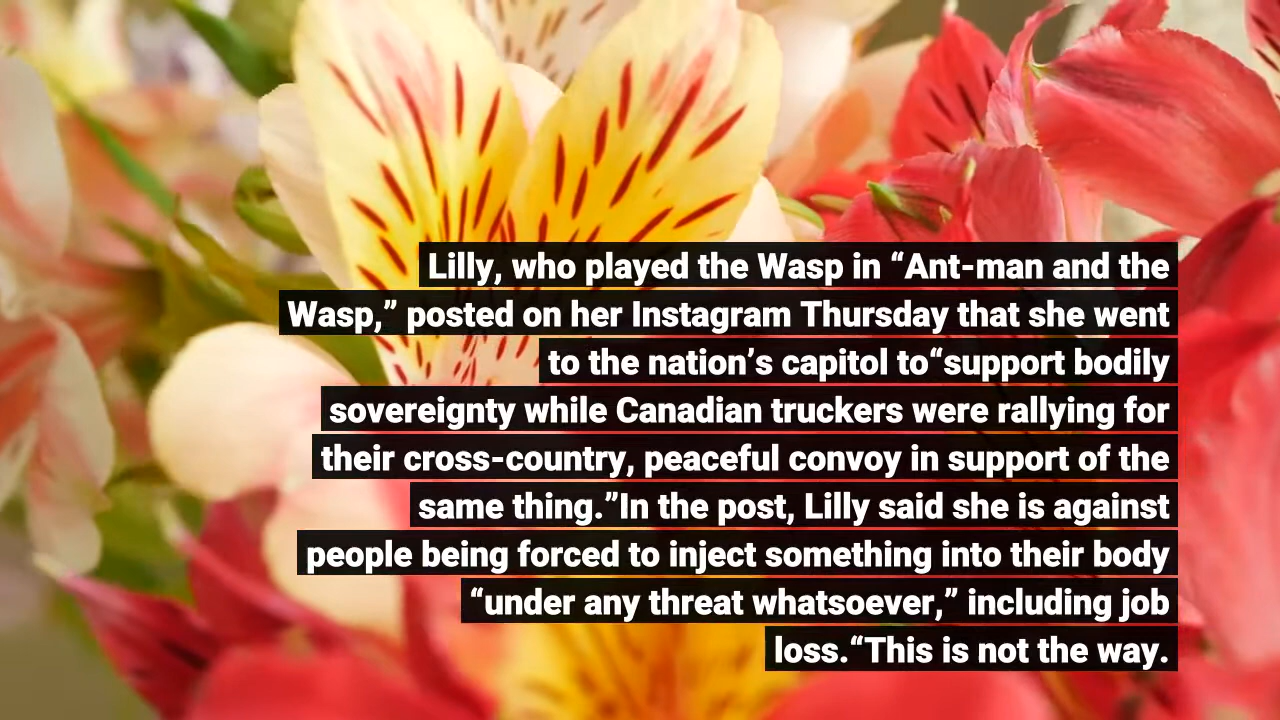 Lilly, who played the Wasp in “Ant-man and the
Wasp,” posted on her Instagram Thursday that she went
to the nation’s capitol to“support bodily
sovereignty while Canadian truckers were rallying for
their cross-country, peaceful convoy in support of the
same thing.”In the post, Lilly said she is against
people being forced to inject something into their body
“under any threat whatsoever,” including job
loss.“This is not the way.